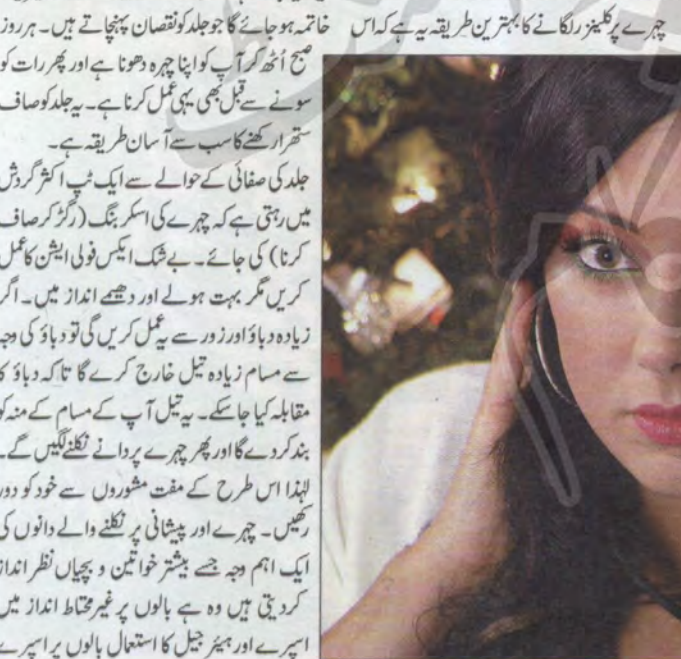 چہرے پر کلینزر لگانے کا بہترین طریقہ یہ ہے کہ اس
خاتمہ ہو جائے گا جو جلد کو نقصان پہنچاتے ہیں۔ ہر روز
صبح اُٹھ کر آپ کو اپنا چہرہ دھونا ہے اور پھر رات کو
سونے سے قبل بھی یہی عمل کرنا ہے۔ یہ جلد کو صاف
ستھرا رکھنے کا سب سے آسان طریقہ ہے۔
جلد کی صفائی کے حوالے سے ایک ٹپ اکثر گردش
میں رہتی ہے کہ چہرے کی اسکربنگ (رگڑ کر صاف
کرنا) کی جائے۔ بے شک ایکس فولی ایشن کا عمل
کریں مگر بہت ہولے اور دھیمے انداز میں۔ اگر
زیادہ دباؤ اور زور سے یہ عمل کریں گی تو دباؤ کی وجہ
سے مسام زیادہ تیل خارج کرے گا تاکہ دباؤ کا
مقابلہ کیا جا سکے۔ یہ تیل آپ کے مسام کے منہ کو
بند کر دے گا اور پھر چہرے پر دانے نکلنے لگیں گے۔
لہٰذا اس طرح کے مفت مشوروں سے خود کو دور
رکھیں۔ چہرے اور پیشانی پر نکلنے والے دانوں کی
ایک اہم وجہ جسے بیشتر خواتین و بچیاں نظر انداز
کر دیتی ہیں وہ ہے بالوں پر غیر محتاط انداز میں
اسپرے اور ہیئر جیل کا استعمال بالوں پر اسپرے